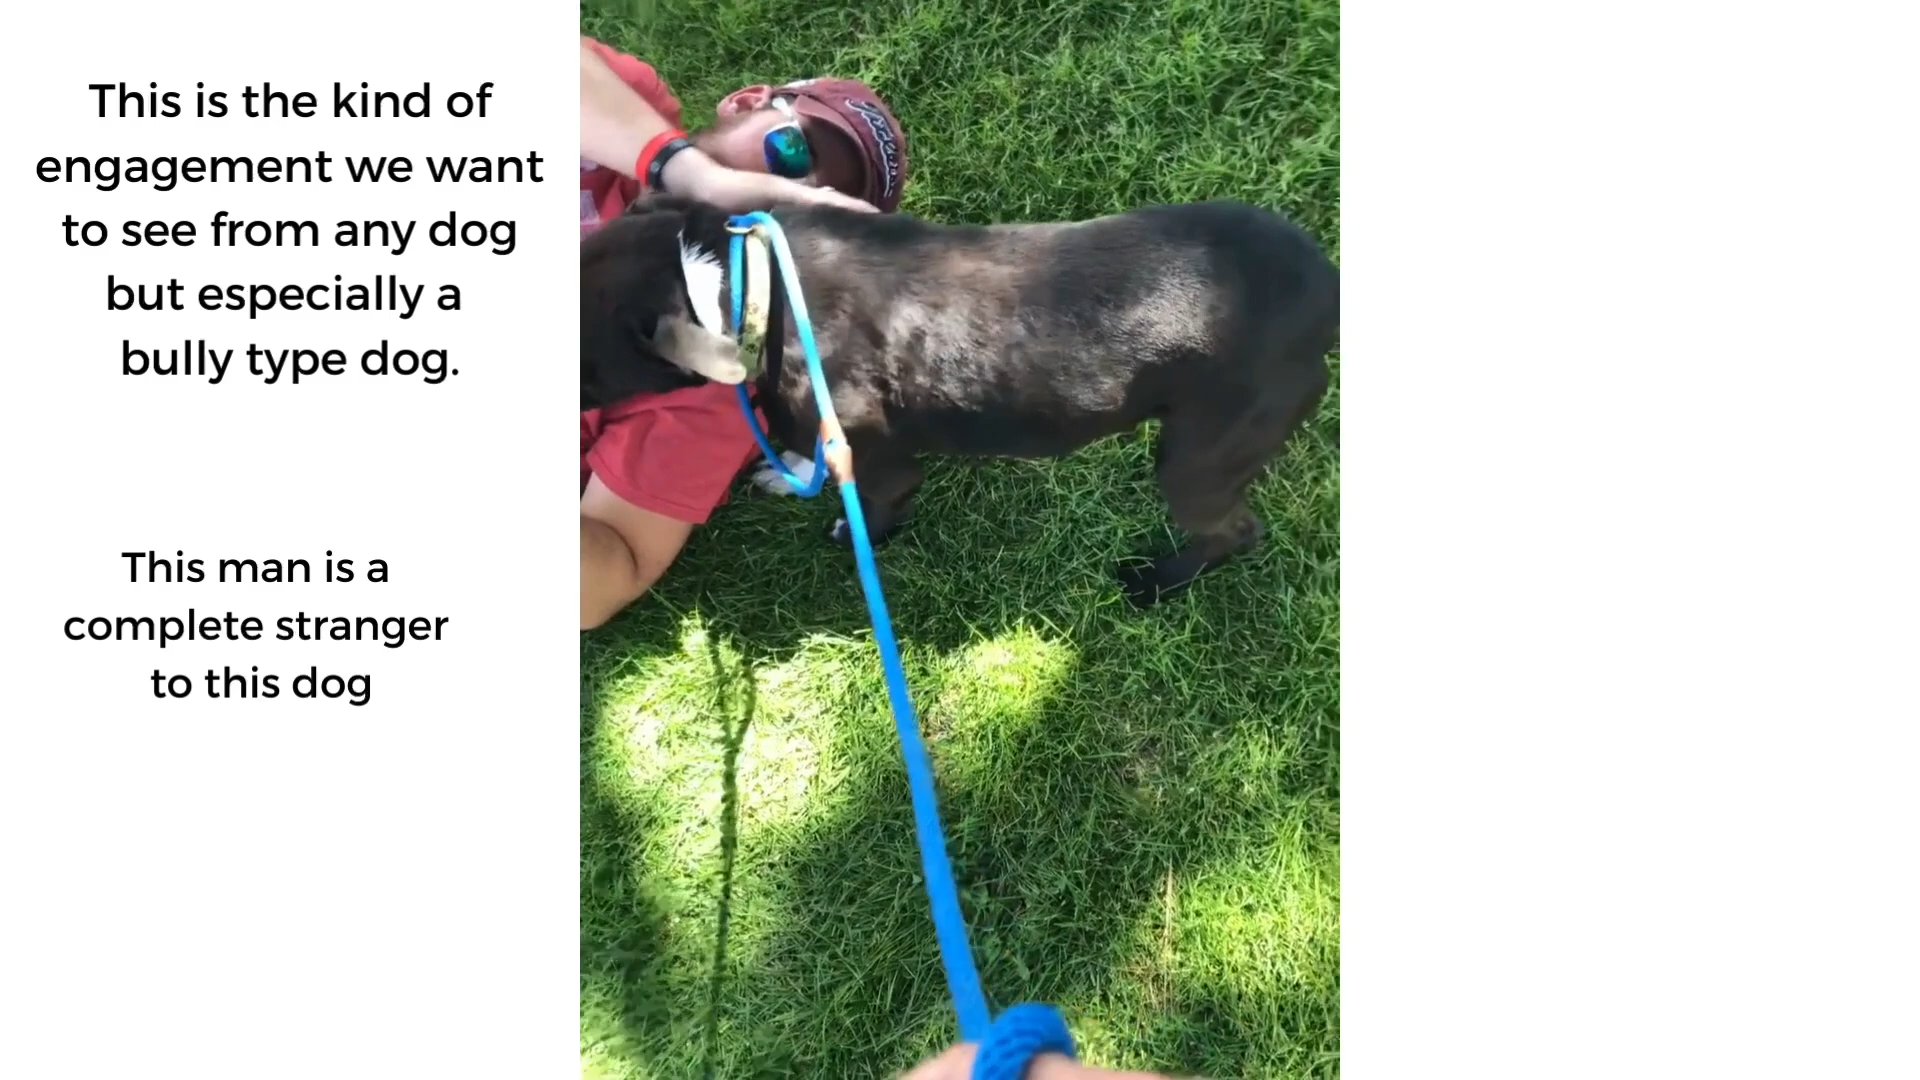 This is the kind of
engagement we want
to see from any dog
but especially a
bully type dog.
This man is a
complete stranger
to this dog